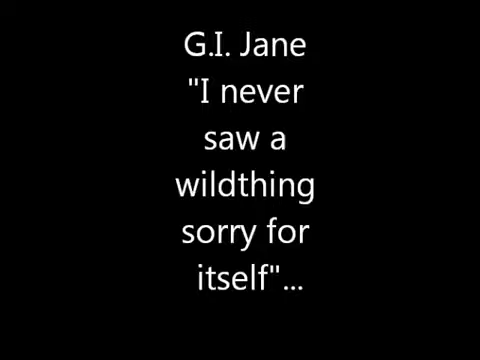 G.I. Jane
"I never
saw a
wildthing
sorry for
itself"...